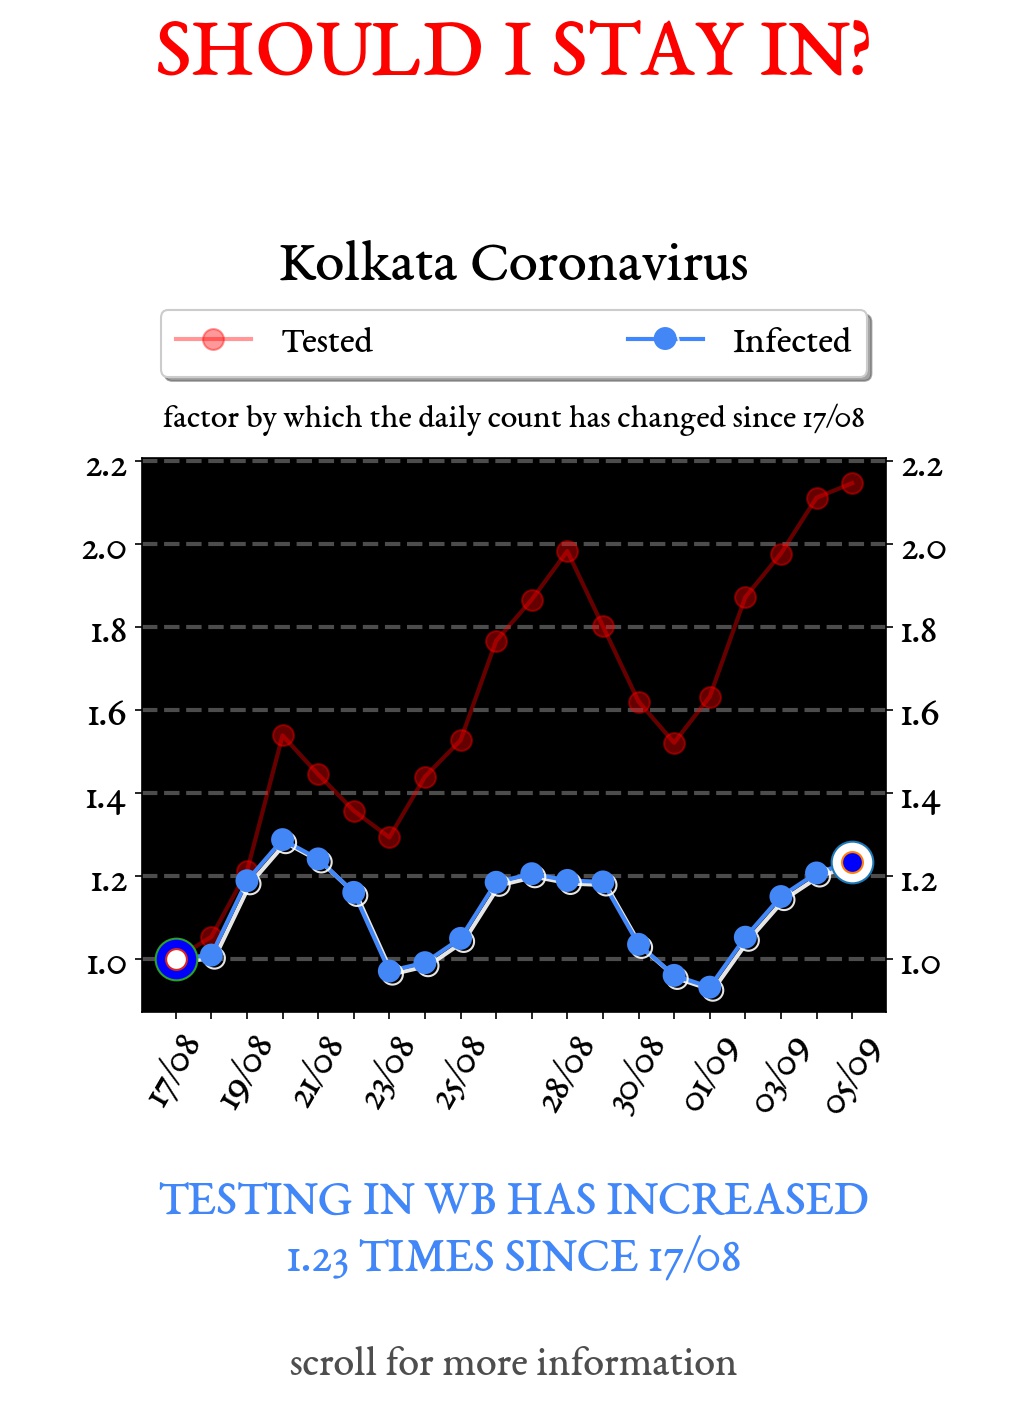 SHOULD I STAY IN?
Kolkata Coronavirus
Tested Infected
factor by which the daily count has changed since 17/08
2.2 2.2
2.0 2.0
1.8 1.8
1.6 1.6
1.4 1.4
1.2 1.2
1.0 1.0
17/08 19/08 21/08 23/08 25/08 28/08 30/08 01/09 03/09 05/09
TESTING IN WB HAS INCREASED
1.23 TIMES SINCE 17/08
scroll for more information